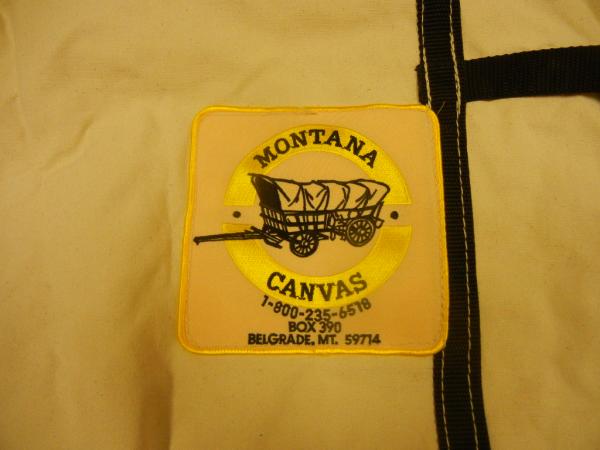 MONTANA
CANVAS
1-800-235-6518
BOX 390
BELGRADE, MT. 59714